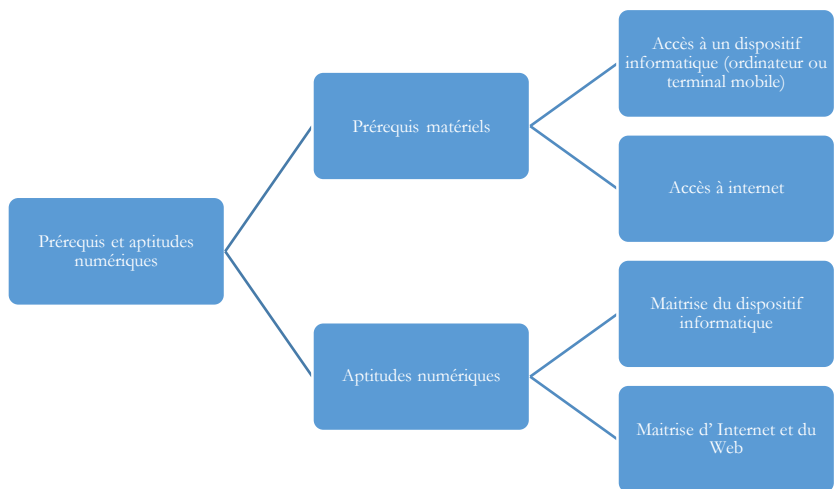 Prérequis et aptitudes
numériques
Prérequis matériels
Accès à un dispositif
informatique (ordinateur ou
terminal mobile)
Accès à internet
Aptitudes numériques
Maitrise du dispositif
informatique
Maitrise d’ Internet et du
Web